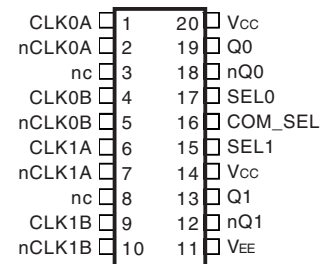 CLK0A 1 20 VCC
nCLK0A 2 19 Q0
nc 3 18 nQ0
CLK0B 4 17 SEL0
nCLK0B 5 16 COM_SEL
CLK1A 6 15 SEL1
nCLK1A 7 14 VCC
nc 8 13 Q1
CLK1B 9 12 nQ1
nCLK1B 10 11 VEE